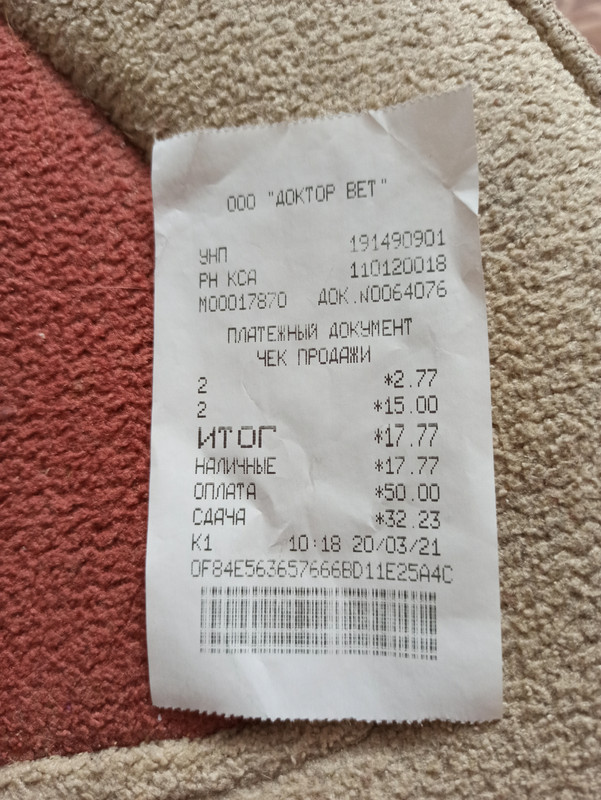 ООО "ДОКТОР ВЕТ"
УНП 191490901
РН КСА 110120018
М00017870 ДОК.N0064076
ПЛАТЕЖНЫЙ ДОКУМЕНТ
ЧЕК ПРОДАЖИ
2 *2.77
2 *15.00
ИТОГ *17.77
НАЛИЧНЫЕ *17.77
ОПЛАТА *50.00
СДАЧА *32.23
К1 10:18 20/03/21
0F84E563657666BD11E25A4C